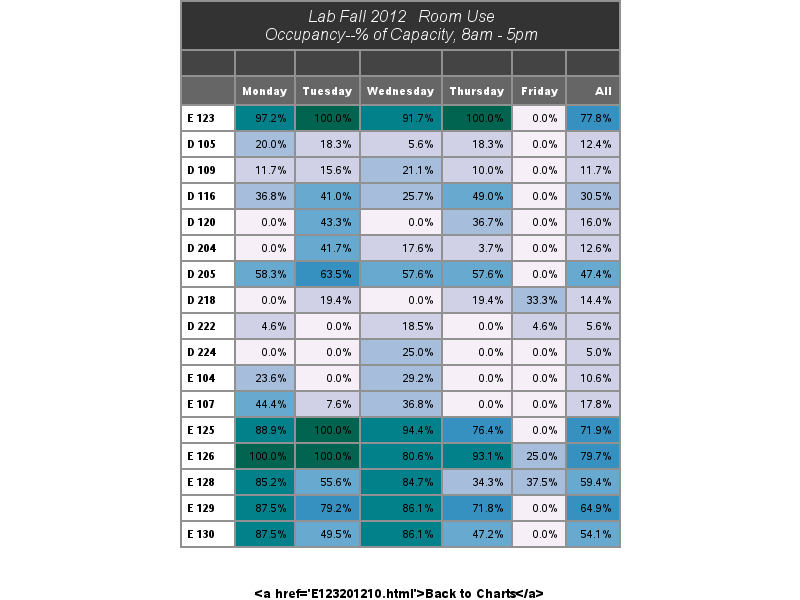 Lab Fall 2012 Room Use
Occupancy--% of Capacity, 8am - 5pm
Monday Tuesday Wednesday Thursday Friday All
E 123 97.2% 100.0% 91.7% 100.0% 0.0% 77.8%
D 105 20.0% 18.3% 5.6% 18.3% 0.0% 12.4%
D 109 11.7% 15.6% 21.1% 10.0% 0.0% 11.7%
D 116 36.8% 41.0% 25.7% 49.0% 0.0% 30.5%
D 120 0.0% 43.3% 0.0% 36.7% 0.0% 16.0%
D 204 0.0% 41.7% 17.6% 3.7% 0.0% 12.6%
D 205 58.3% 63.5% 57.6% 57.6% 0.0% 47.4%
D 218 0.0% 19.4% 0.0% 19.4% 33.3% 14.4%
D 222 4.6% 0.0% 18.5% 0.0% 4.6% 5.6%
D 224 0.0% 0.0% 25.0% 0.0% 0.0% 5.0%
E 104 23.6% 0.0% 29.2% 0.0% 0.0% 10.6%
E 107 44.4% 7.6% 36.8% 0.0% 0.0% 17.8%
E 125 88.9% 100.0% 94.4% 76.4% 0.0% 71.9%
E 126 100.0% 100.0% 80.6% 93.1% 25.0% 79.7%
E 128 85.2% 55.6% 84.7% 34.3% 37.5% 59.4%
E 129 87.5% 79.2% 86.1% 71.8% 0.0% 64.9%
E 130 87.5% 49.5% 86.1% 47.2% 0.0% 54.1%
<a href='E123201210.html'>Back to Charts</a>